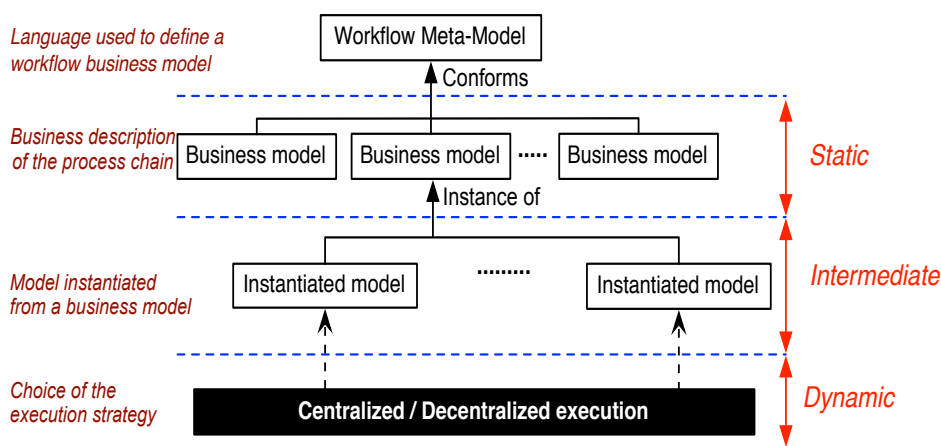 Language used to define a
workflow business model
Workflow Meta-Model
Conforms
Business description
of the process chain
Business model
Business model
.....
Business model
Static
Instance of
Model instantiated
from a business model
Instantiated model
.........
Instantiated model
Intermediate
Choice of the
execution strategy
Centralized / Decentralized execution
Dynamic